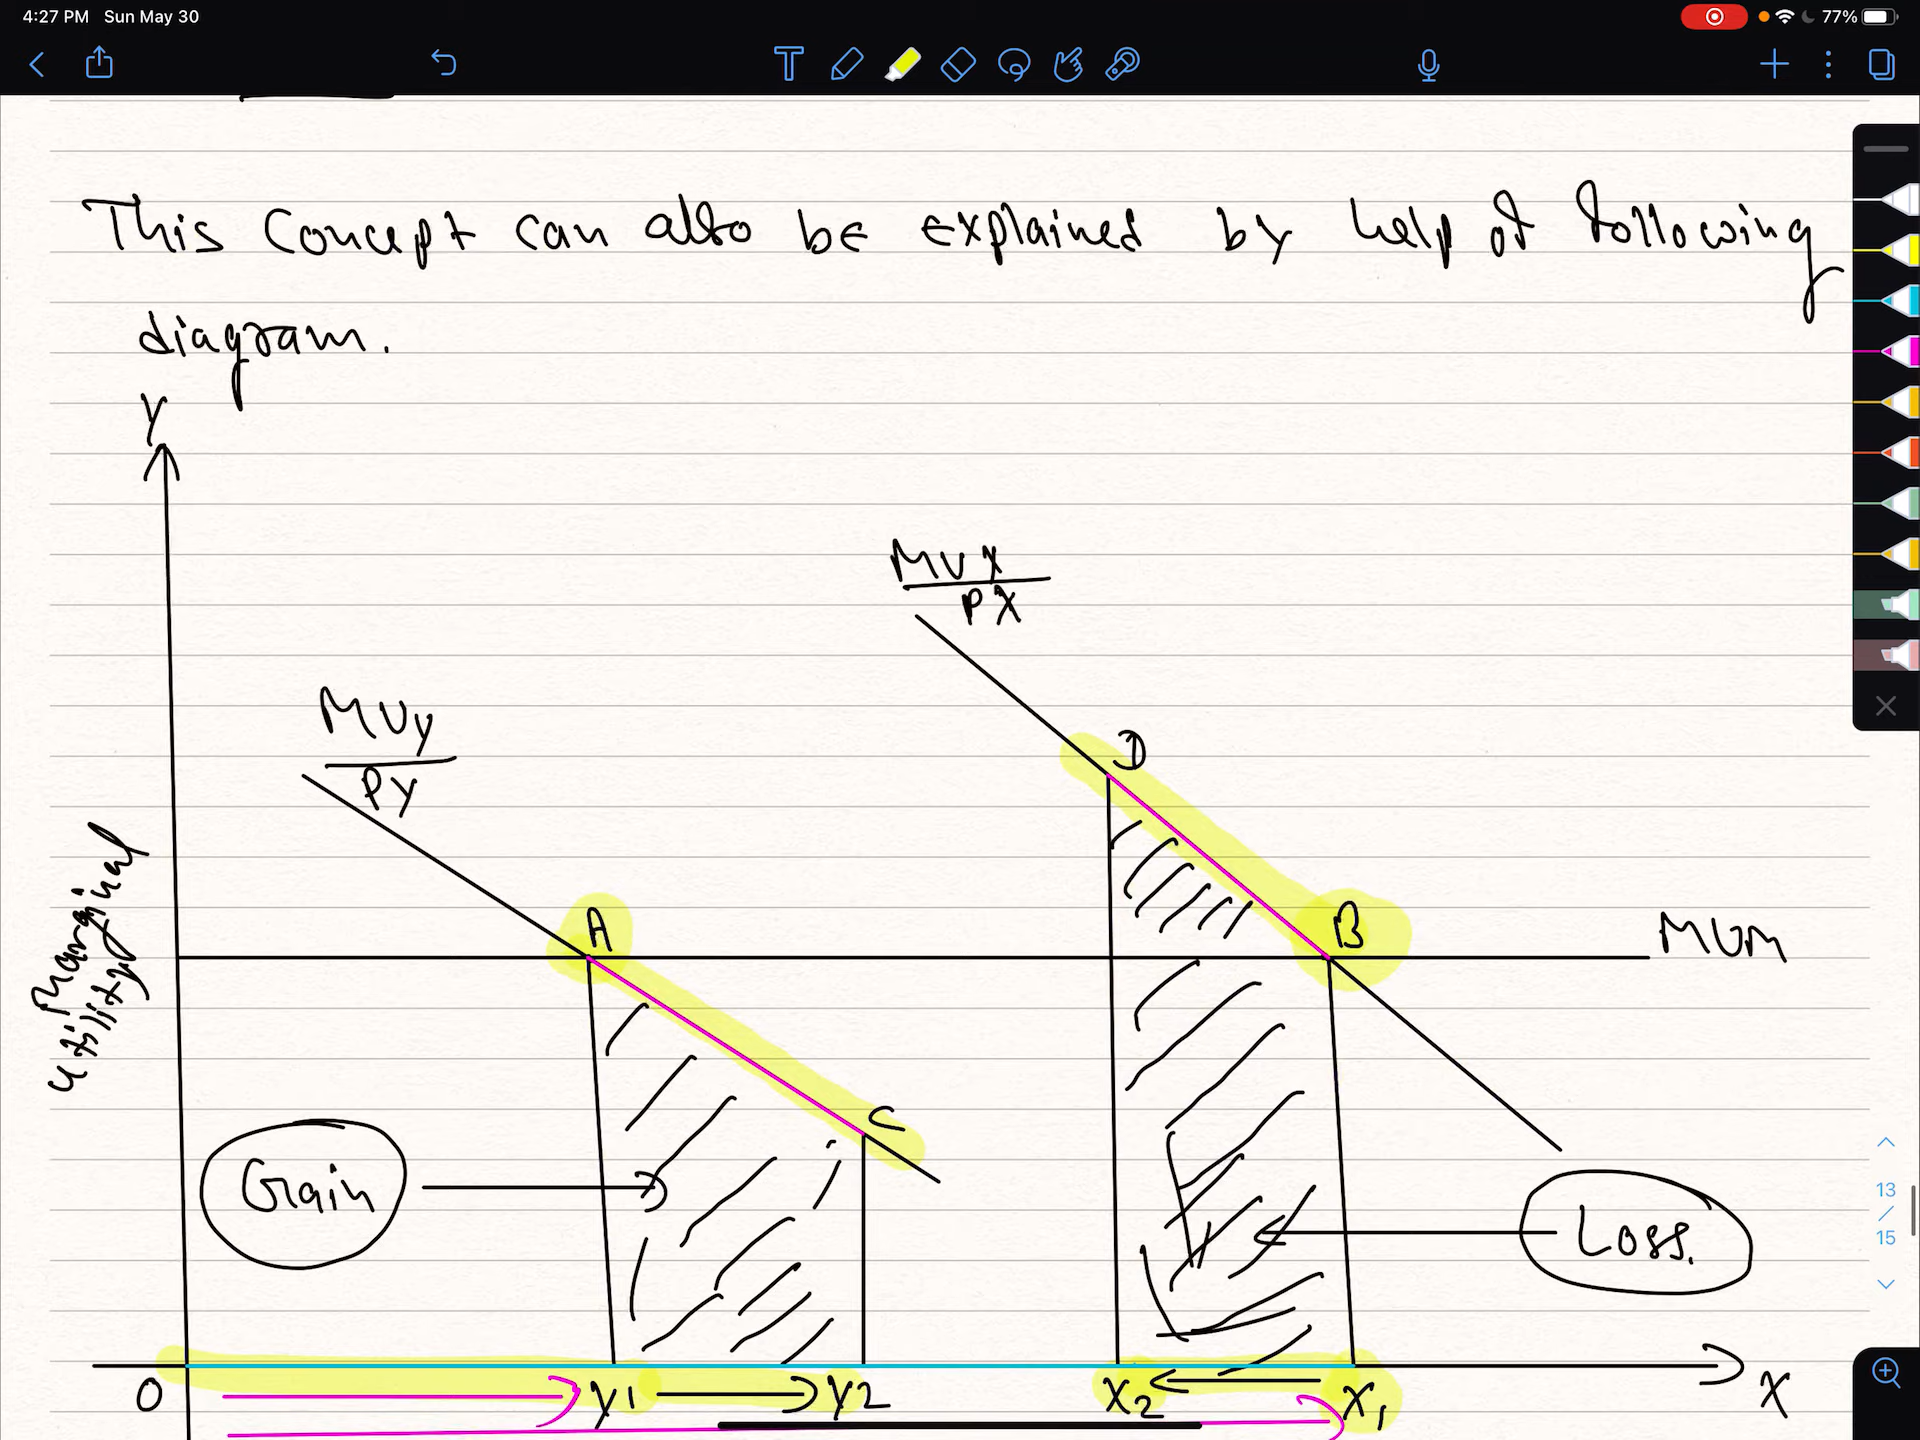 4:27 PM Sun May 30
77%
This Concept can also be explained by help of following
diagram.
Y
MUX
PX
MUy
PY
D
A
B
MUM
Marginal
Utility
C
Gain
Loss.
13
/
15
O
Y1
Y2
X2
X1
X